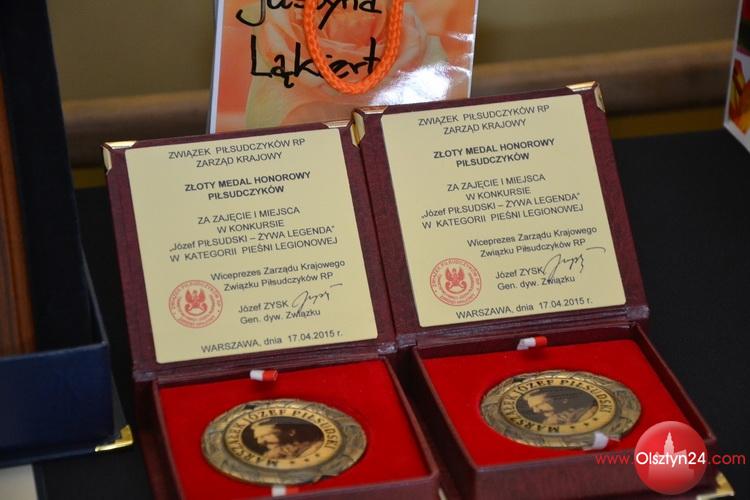 Justyna
Łąkiert
ZWIĄZEK PIŁSUDCZYKÓW RP
ZARZĄD KRAJOWY
ZŁOTY MEDAL HONOROWY
PIŁSUDCZYKÓW
ZA ZAJĘCIE I MIEJSCA
W KONKURSIE
„Józef PIŁSUDSKI – ŻYWA LEGENDA"
W KATEGORII PIEŚNI LEGIONOWEJ
Wiceprezes Zarządu Krajowego
Związku Piłsudczyków RP
Józef ZYSK
Gen. dyw. Związku
WARSZAWA, dnia 17.04.2015 r.
MARSZAŁEK JÓZEF PIŁSUDSKI
ZWIĄZEK PIŁSUDCZYKÓW RP
ZARZĄD KRAJOWY
ZŁOTY MEDAL HONOROWY
PIŁSUDCZYKÓW
ZA ZAJĘCIE I MIEJSCA
W KONKURSIE
„Józef PIŁSUDSKI – ŻYWA LEGENDA"
W KATEGORII PIEŚNI LEGIONOWEJ
Wiceprezes Zarządu Krajowego
Związku Piłsudczyków RP
Józef ZYSK
Gen. dyw. Związku
WARSZAWA, dnia 17.04.2015 r.
MARSZAŁEK JÓZEF PIŁSUDSKI
www.Olsztyn24.com